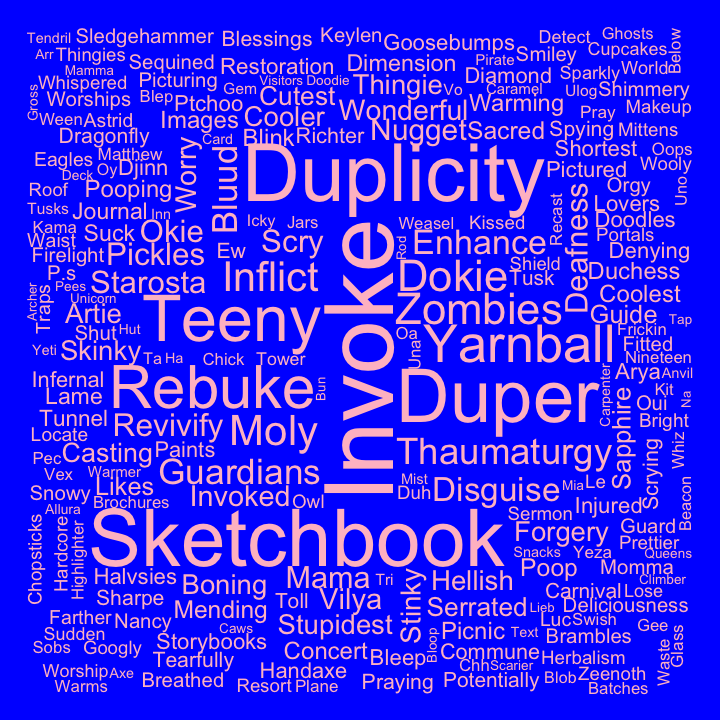 Tendril Sledgehammer Blessings Keylen Goosebumps Detect Ghosts Below
Arr Thingies Sequined Restoration Dimension Pirate Smiley Cupcakes
Mamma Picturing Visitors Doodie Thingie Diamond Sparkly World
Gross Whispered Blep Gem Cutest Vo Caramel Ulog Shimmery
Worships Ptchoo Cooler Wonderful Warming Pray Makeup
Ween Astrid Images Blink Richter Nugget Sacred Spying Mittens
Dragonfly Card Shortest Oops
Eagles Matthew Djinn Worry Bluud Duplicity Pictured Wooly
Deck Oy Orgy Uno
Roof Pooping Deafness Lovers
Tusks Journal Inn Icky Jars Weasel Kissed Recast Doodles
Kama Suck Okie Invoke Rod Enhance Portals
Waist Scry Denying
Firelight Pickles Ew Shield Duchess
P.s Starosta Inflict Dokie Tusk
Archer Traps Pees Unicorn Zombies Coolest
Artie Teeny Guide Tap
Shut Hut Oa Yarnball Frickin
Yeti Skinky Ta Ha Chick Tower Uhaa Fitted
Nineteen
Infernal Rebuke Bun Duper Carpenter Arya Anvil
Lame Kit Na
Tunnel Revivify Moly Oui
Locate Sapphire Bright
Pec Casting Paints Thaumaturgy Whiz
Vex Warmer Guardians Mist Disguise Mia Le Scrying
Snowy Likes Brochures Invoked Owl Duh Injured Beacon
Allura Sketchbook Sermon
Chopsticks Hardcore Highlighter Forgery Guard
Prettier
Snacks Yeza Queens
Halvsies Boning Mama Tri Stinky Hellish Poop Momma Climber
Sharpe Toll Vilya Serrated Carnival Lose
Farther Nancy Mending Lieb Deliciousness
Sudden Caws Stupidest Bloop Picnic Text Luc Swish Gee
Sobs Googly Storybooks Concert Commune Brambles Waste Glass
Tearfully Bleep Chh Scarier Herbalism
Worship Axe Handaxe Potentially Blob Zeenoth
Warms Breathed Resort Plane Praying Batches